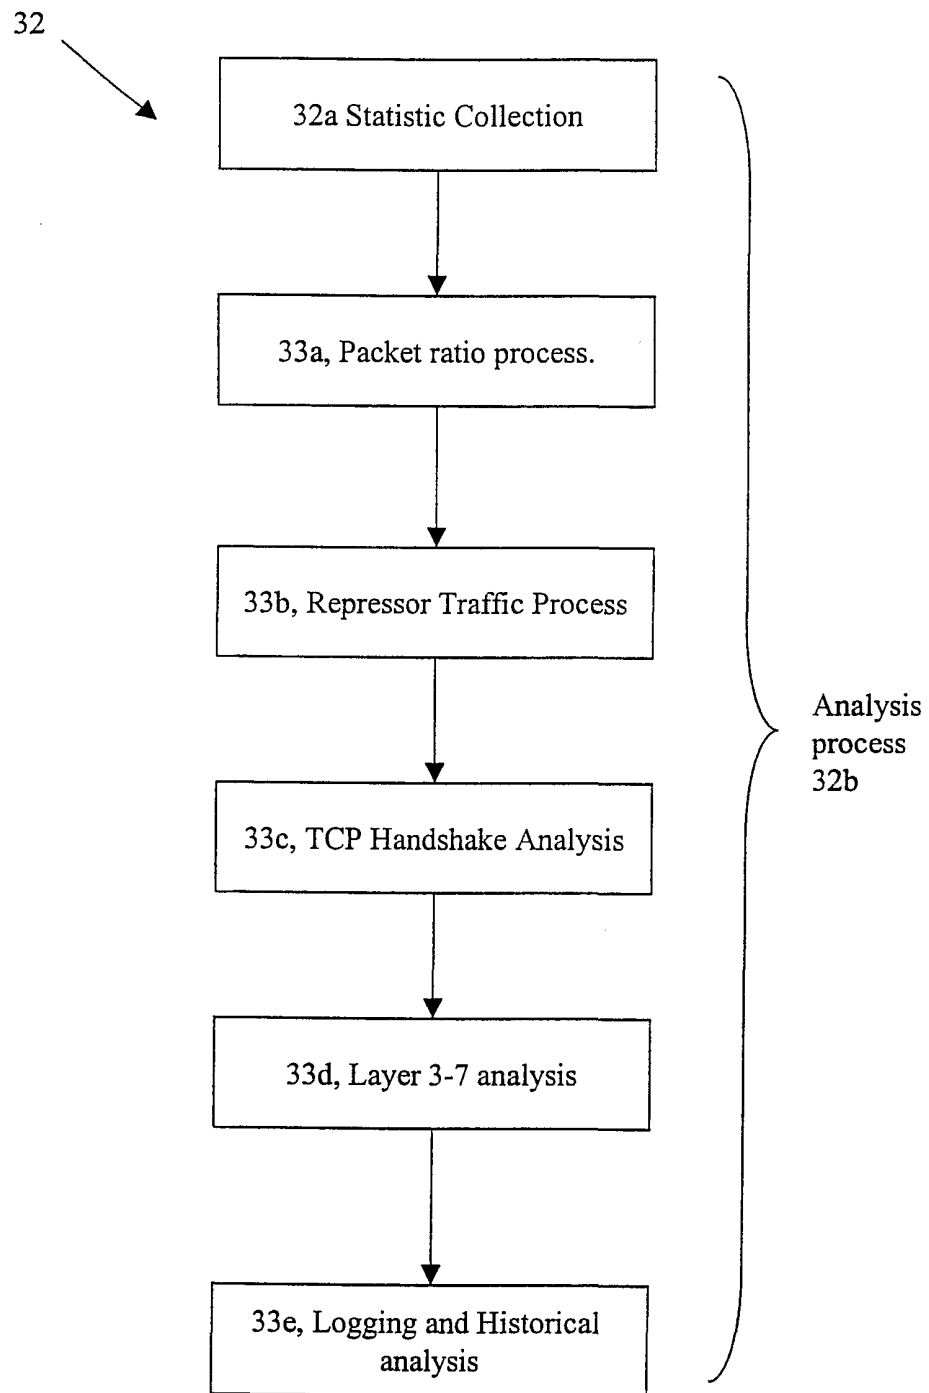 32
32a Statistic Collection
33a, Packet ratio process.
33b, Repressor Traffic Process
33c, TCP Handshake Analysis
Analysis
process
32b
33d, Layer 3-7 analysis
33e, Logging and Historical
analysis